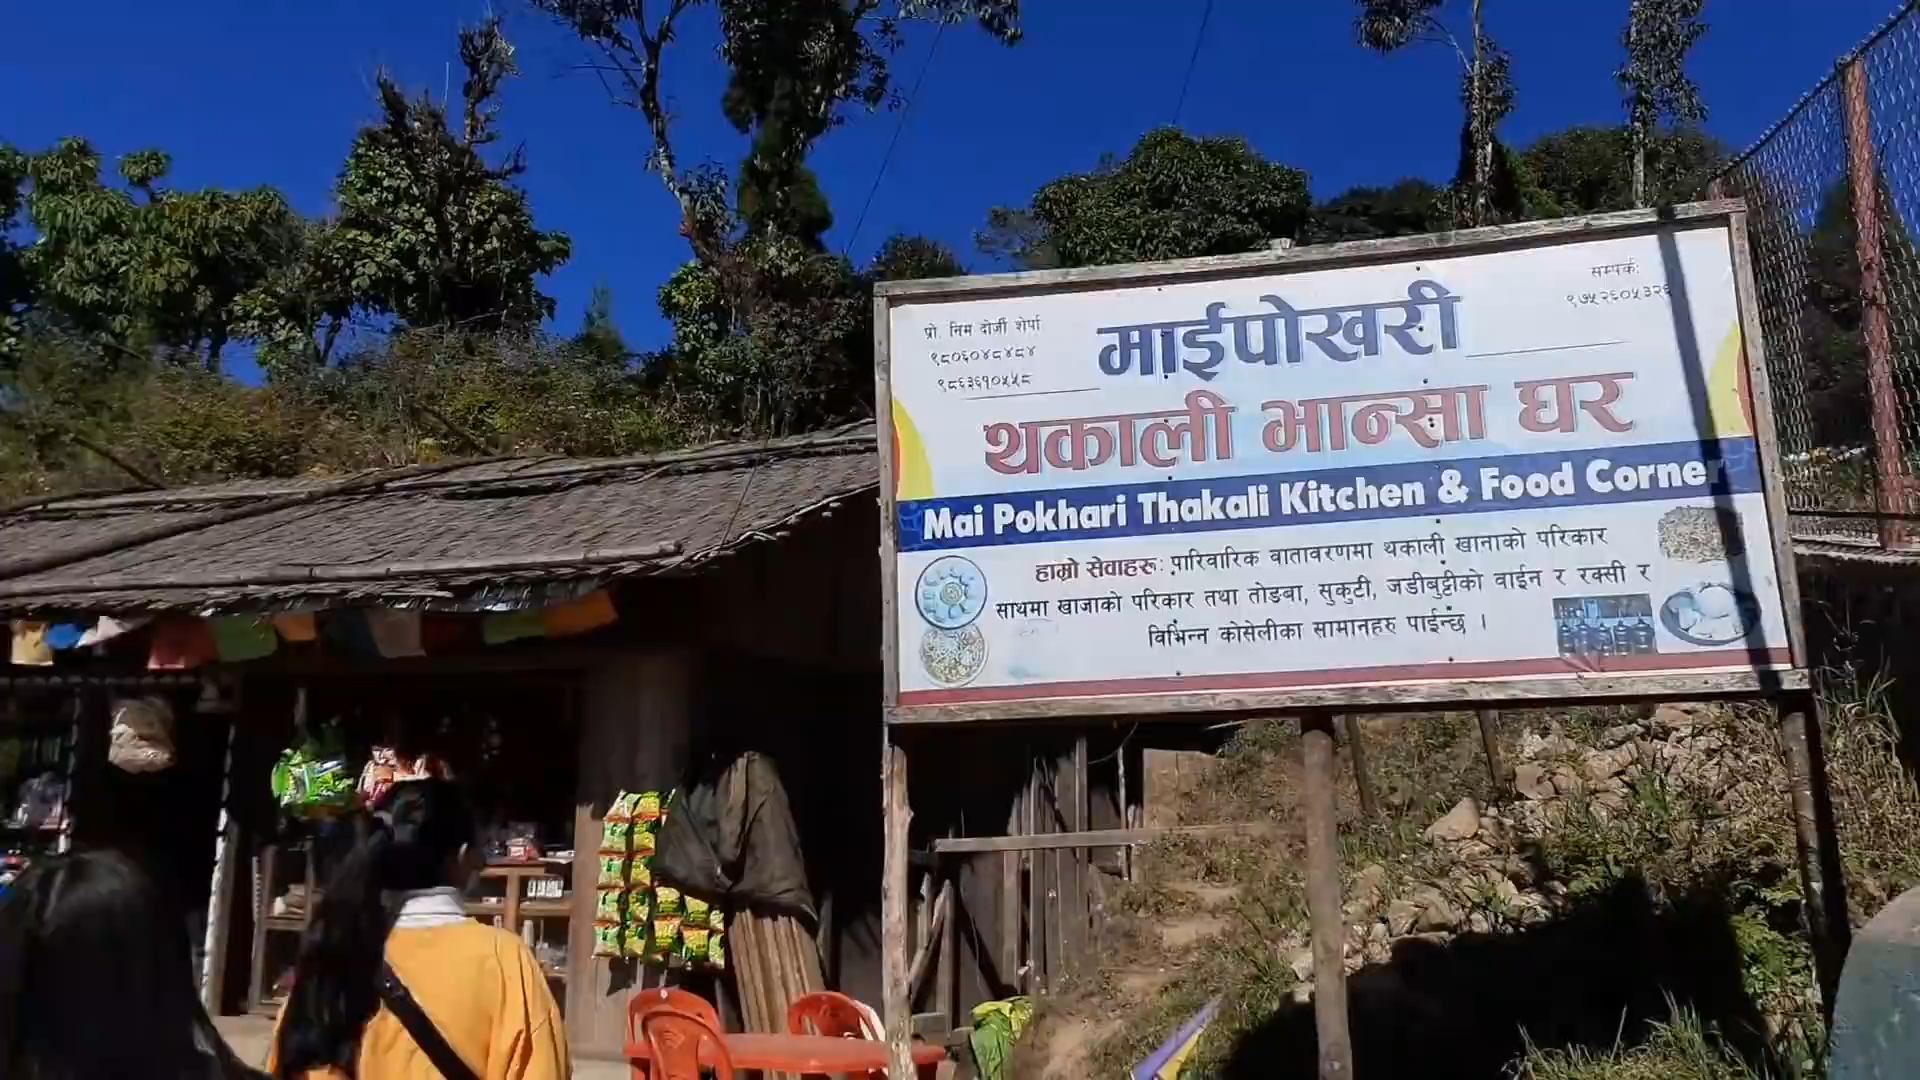 प्रो. निम दोर्जी शेर्पा
९८०६०४८४८४
९८६३६१०५५८
सम्पर्क:
९७५२६०५३२६
माईपोखरी
थकाली भान्सा घर
Mai Pokhari Thakali Kitchen & Food Corner
हाम्रो सेवाहरु: पारिवारिक वातावरणमा थकाली खानाको परिकार
साथमा खाजाको परिकार तथा तोङबा, सुकुटी, जडीबुट्टीको वाईन र रक्सी र
विभिन्न कोसेलीका सामानहरु पाईन्छ ।